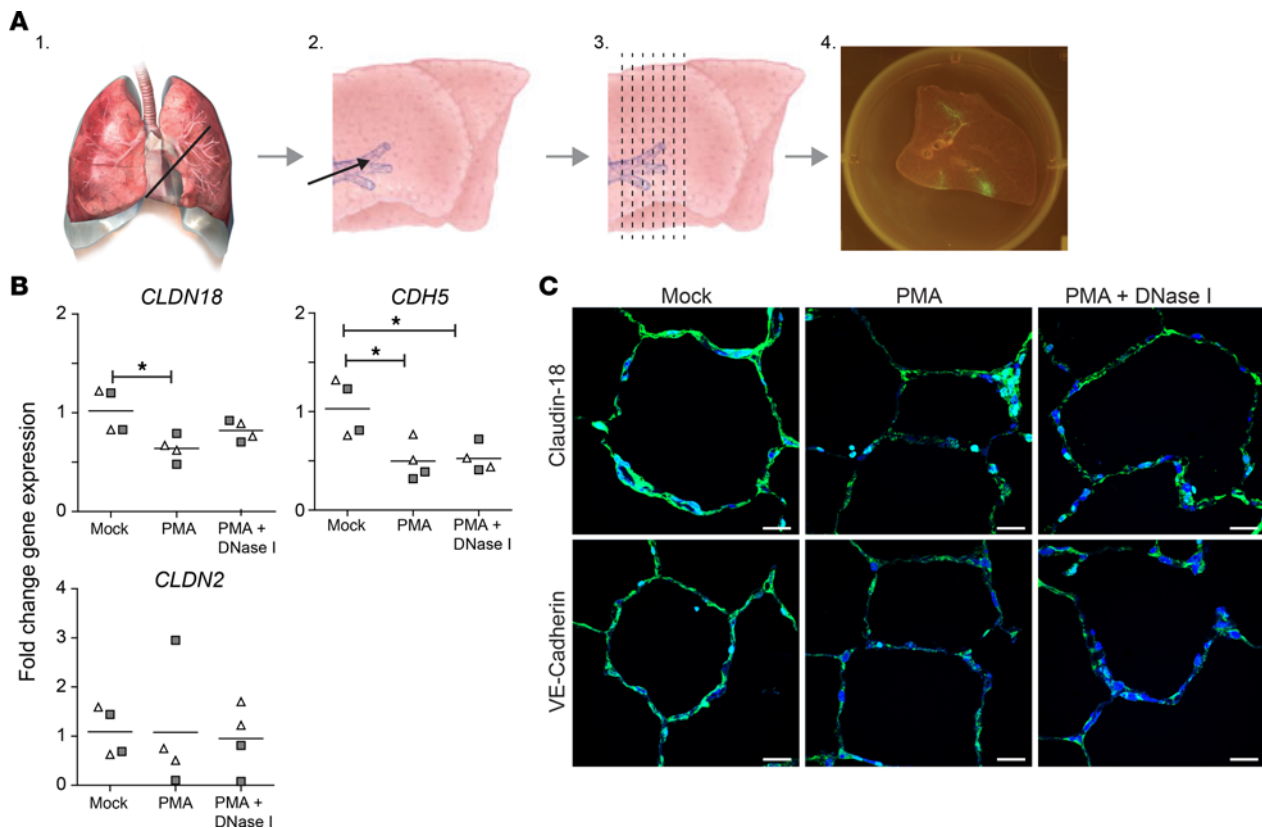 A
1.
2.
3.
4.
B
CLDN18
CDH5
Fold change gene expression
2
1
0
*
Mock
PMA
PMA +
DNase I
2
1
0
*
*
Mock
PMA
PMA +
DNase I
CLDN2
4
3
2
1
0
Mock
PMA
PMA +
DNase I
C
Mock
PMA
PMA + DNase I
Claudin-18
VE-Cadherin